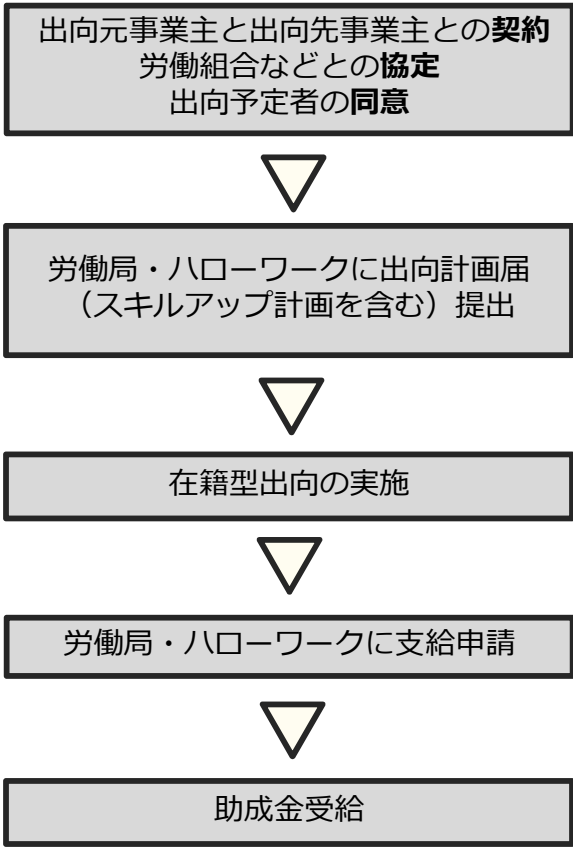 出向元事業主と出向先事業主との契約
労働組合などとの協定
出向予定者の同意
労働局・ハローワークに出向計画届
（スキルアップ計画を含む）提出
在籍型出向の実施
労働局・ハローワークに支給申請
助成金受給